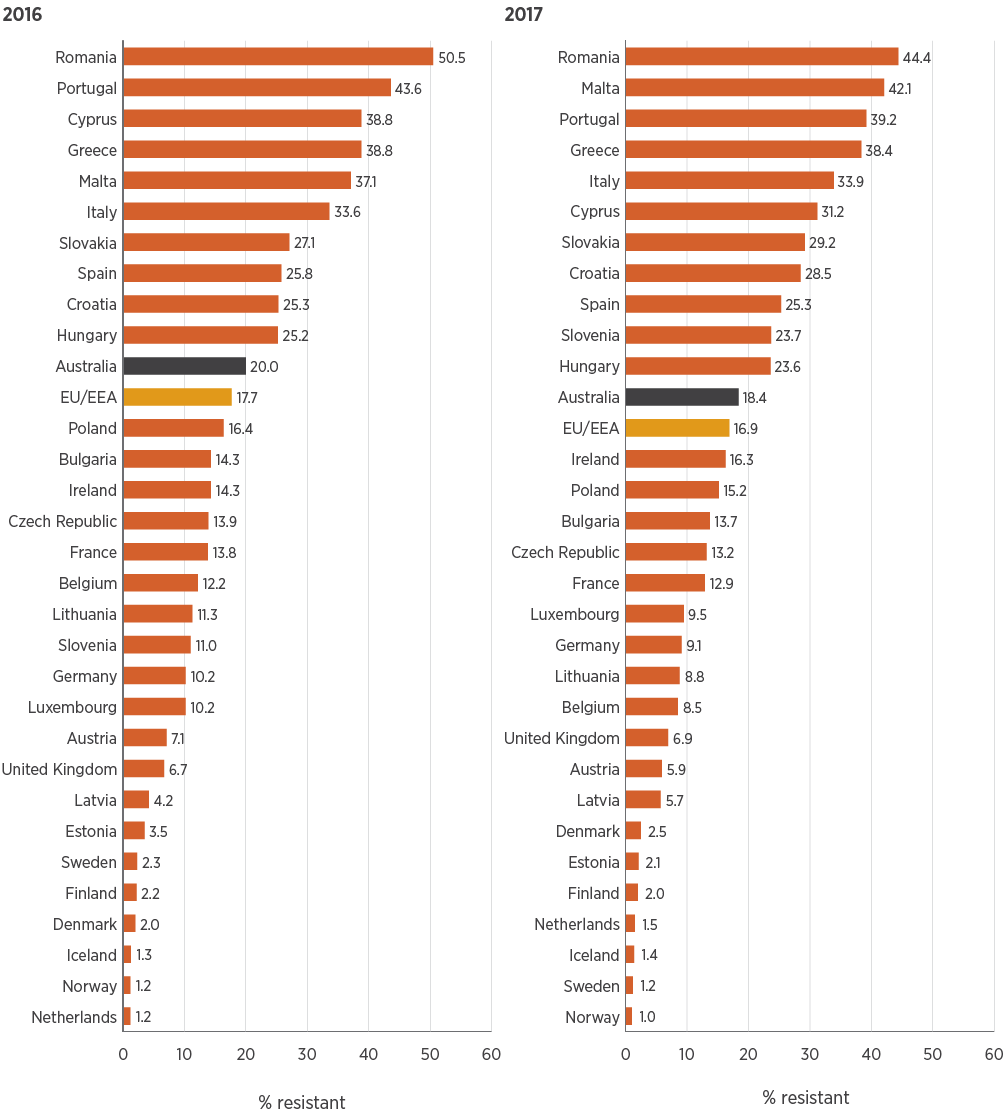 2016
Romania 50.5
Portugal 43.6
Cyprus 38.8
Greece 38.8
Malta 37.1
Italy 33.6
Slovakia 27.1
Spain 25.8
Croatia 25.3
Hungary 25.2
Australia 20.0
EU/EEA 17.7
Poland 16.4
Bulgaria 14.3
Ireland 14.3
Czech Republic 13.9
France 13.8
Belgium 12.2
Lithuania 11.3
Slovenia 11.0
Germany 10.2
Luxembourg 10.2
Austria 7.1
United Kingdom 6.7
Latvia 4.2
Estonia 3.5
Sweden 2.3
Finland 2.2
Denmark 2.0
Iceland 1.3
Norway 1.2
Netherlands 1.2
0 10 20 30 40 50 60
% resistant
2017
Romania 44.4
Malta 42.1
Portugal 39.2
Greece 38.4
Italy 33.9
Cyprus 31.2
Slovakia 29.2
Croatia 28.5
Spain 25.3
Slovenia 23.7
Hungary 23.6
Australia 18.4
EU/EEA 16.9
Ireland 16.3
Poland 15.2
Bulgaria 13.7
Czech Republic 13.2
France 12.9
Luxembourg 9.5
Germany 9.1
Lithuania 8.8
Belgium 8.5
United Kingdom 6.9
Austria 5.9
Latvia 5.7
Denmark 2.5
Estonia 2.1
Finland 2.0
Netherlands 1.5
Iceland 1.4
Sweden 1.2
Norway 1.0
0 10 20 30 40 50 60
% resistant